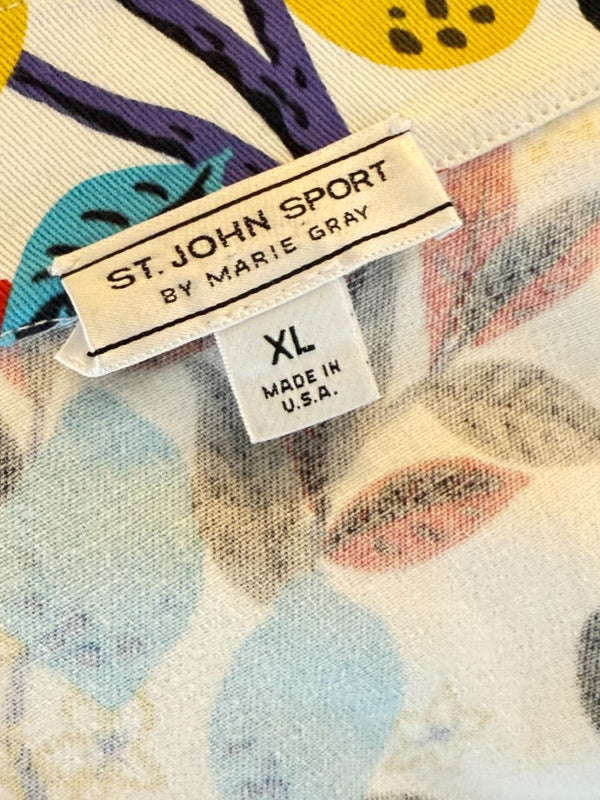 ST. JOHN SPORT
BY MARIE GRAY
XL
MADE IN
U.S.A.